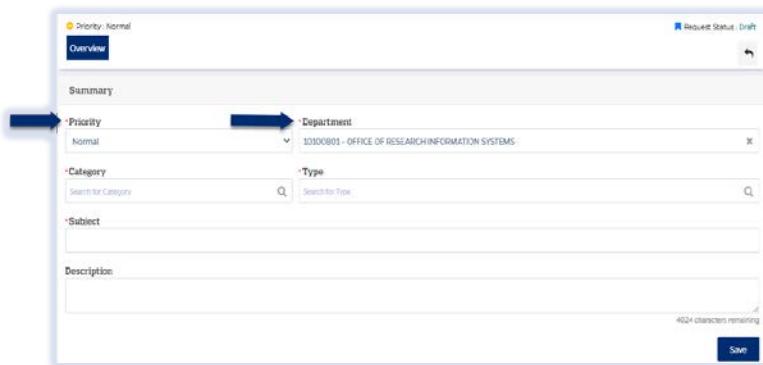 Priority : Normal
Request Status : Draft
Overview
Summary
*Priority
*Department
Normal
10100801 - OFFICE OF RESEARCH INFORMATION SYSTEMS
*Category
*Type
Search for Category
Search for Type
*Subject
Description
4024 characters remaining
Save